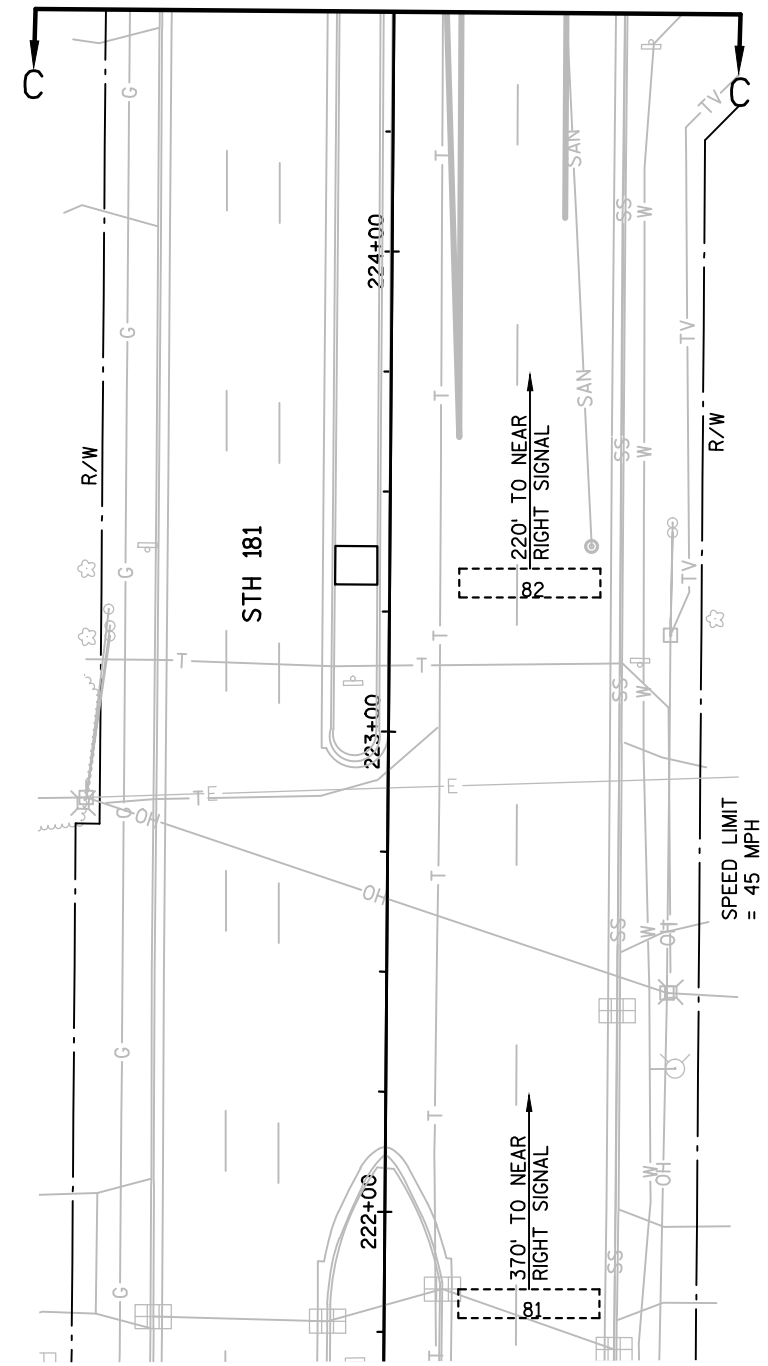 C
C
TV
G
T
SAN
SS
W
224+00
G
TV
T
SAN
R/W
R/W
SS
W
220' TO NEAR
RIGHT SIGNAL
STH 181
G
TV
82
T
T
T
SS
W
223+00
E
E
T
G
OH
SPEED LIMIT
= 45 MPH
T
OH
SS
W
OH
G
T
370' TO NEAR
RIGHT SIGNAL
W
OH
222+00
SS
G
81
T